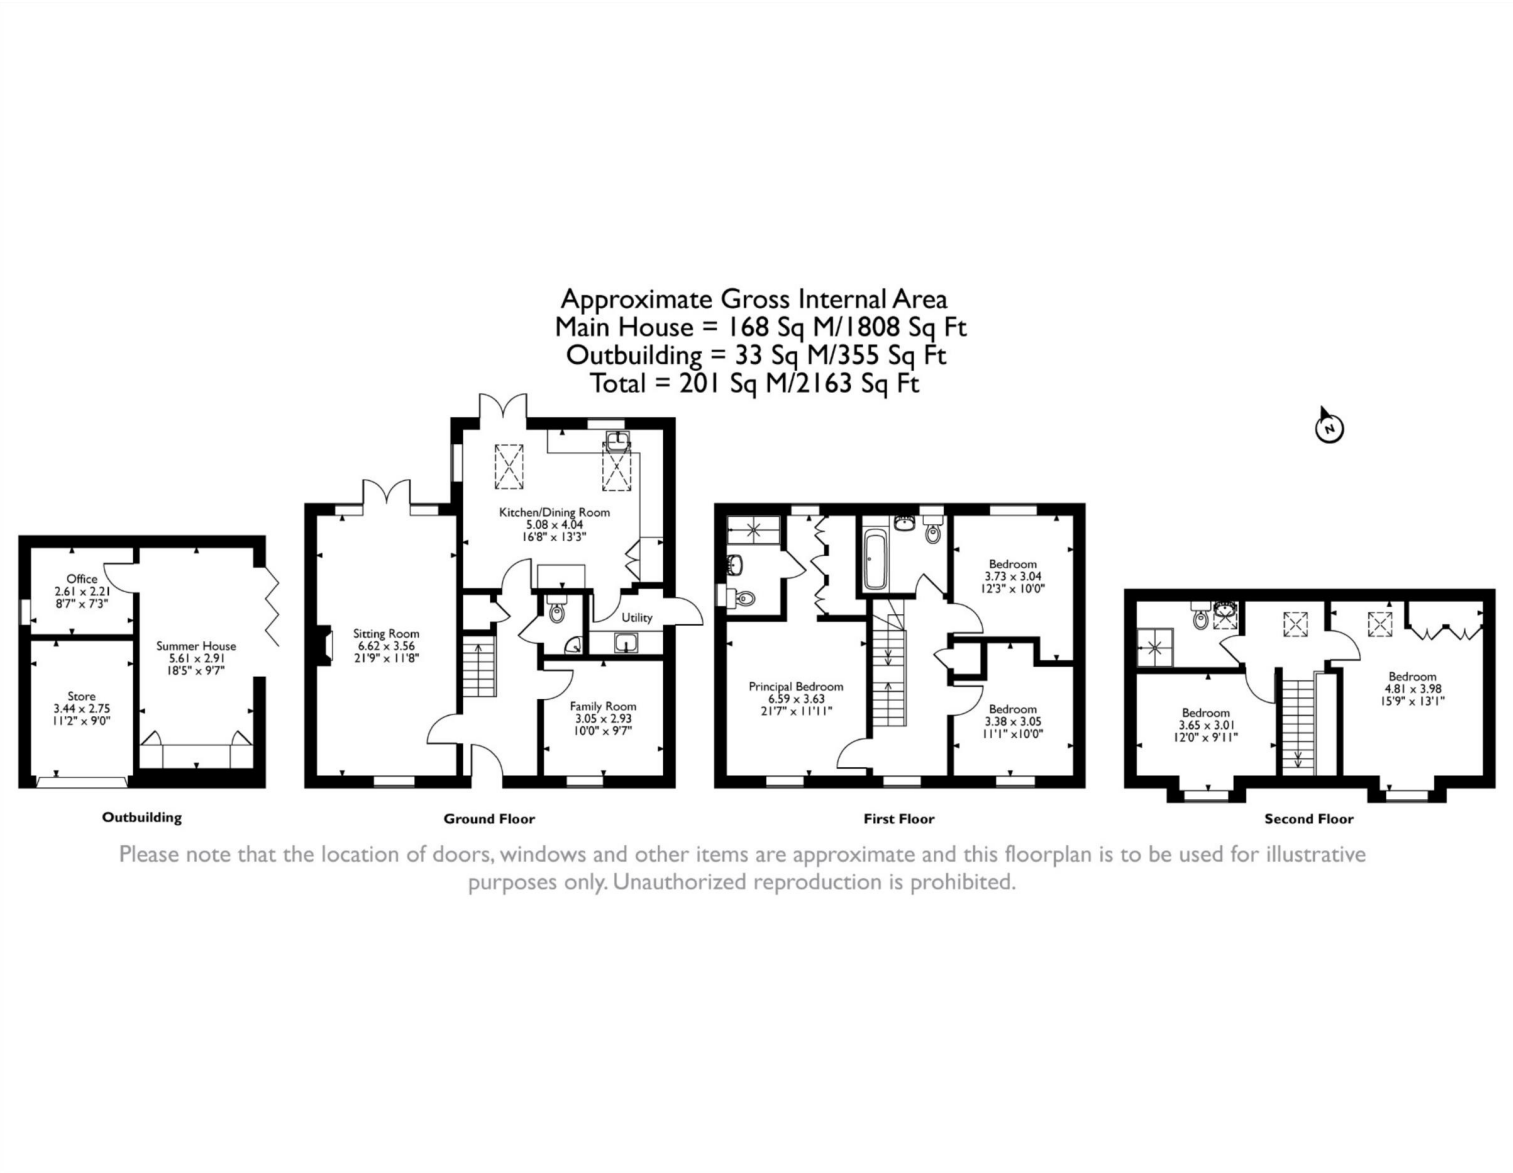 Approximate Gross Internal Area
Main House = 168 Sq M/1808 Sq Ft
Outbuilding = 33 Sq M/355 Sq Ft
Total = 201 Sq M/2163 Sq Ft
N
Office
2.61 x 2.21
8'7" x 7'3"
Summer House
5.61 x 2.91
18'5" x 9'7"
Store
3.44 x 2.75
11'2" x 9'0"
Outbuilding
Kitchen/Dining Room
5.08 x 4.04
16'8" x 13'3"
Utility
Sitting Room
6.62 x 3.56
21'9" x 11'8"
Family Room
3.05 x 2.93
10'0" x 9'7"
Ground Floor
Bedroom
3.73 x 3.04
12'3" x 10'0"
Principal Bedroom
6.59 x 3.63
21'7" x 11'11"
Bedroom
3.38 x 3.05
11'1" x10'0"
First Floor
Bedroom
4.81 x 3.98
15'9" x 13'1"
Bedroom
3.65 x 3.01
12'0" x 9'11"
Second Floor
Please note that the location of doors, windows and other items are approximate and this floorplan is to be used for illustrative
purposes only. Unauthorized reproduction is prohibited.